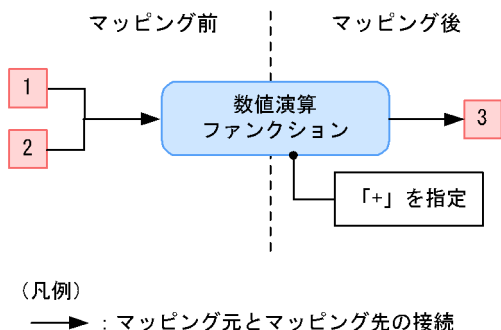 マッピング前
マッピング後
1
2
数値演算
ファンクション
3
「+」を指定
（凡例）
：マッピング元とマッピング先の接続